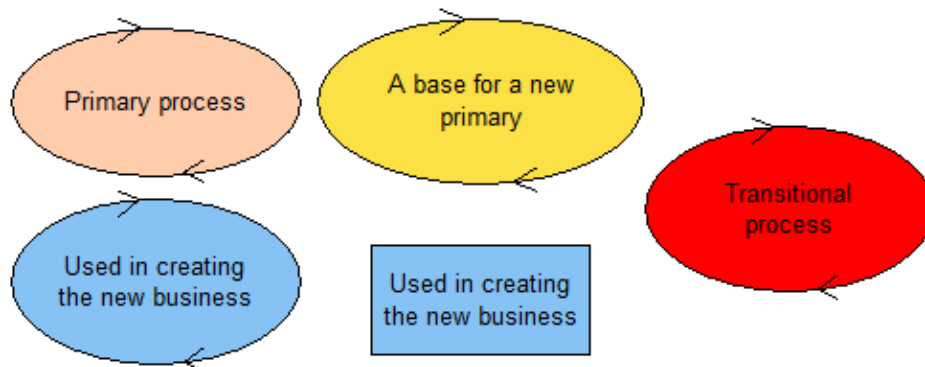 Primary process
A base for a new
primary
Transitional
process
Used in creating
the new business
Used in creating
the new business